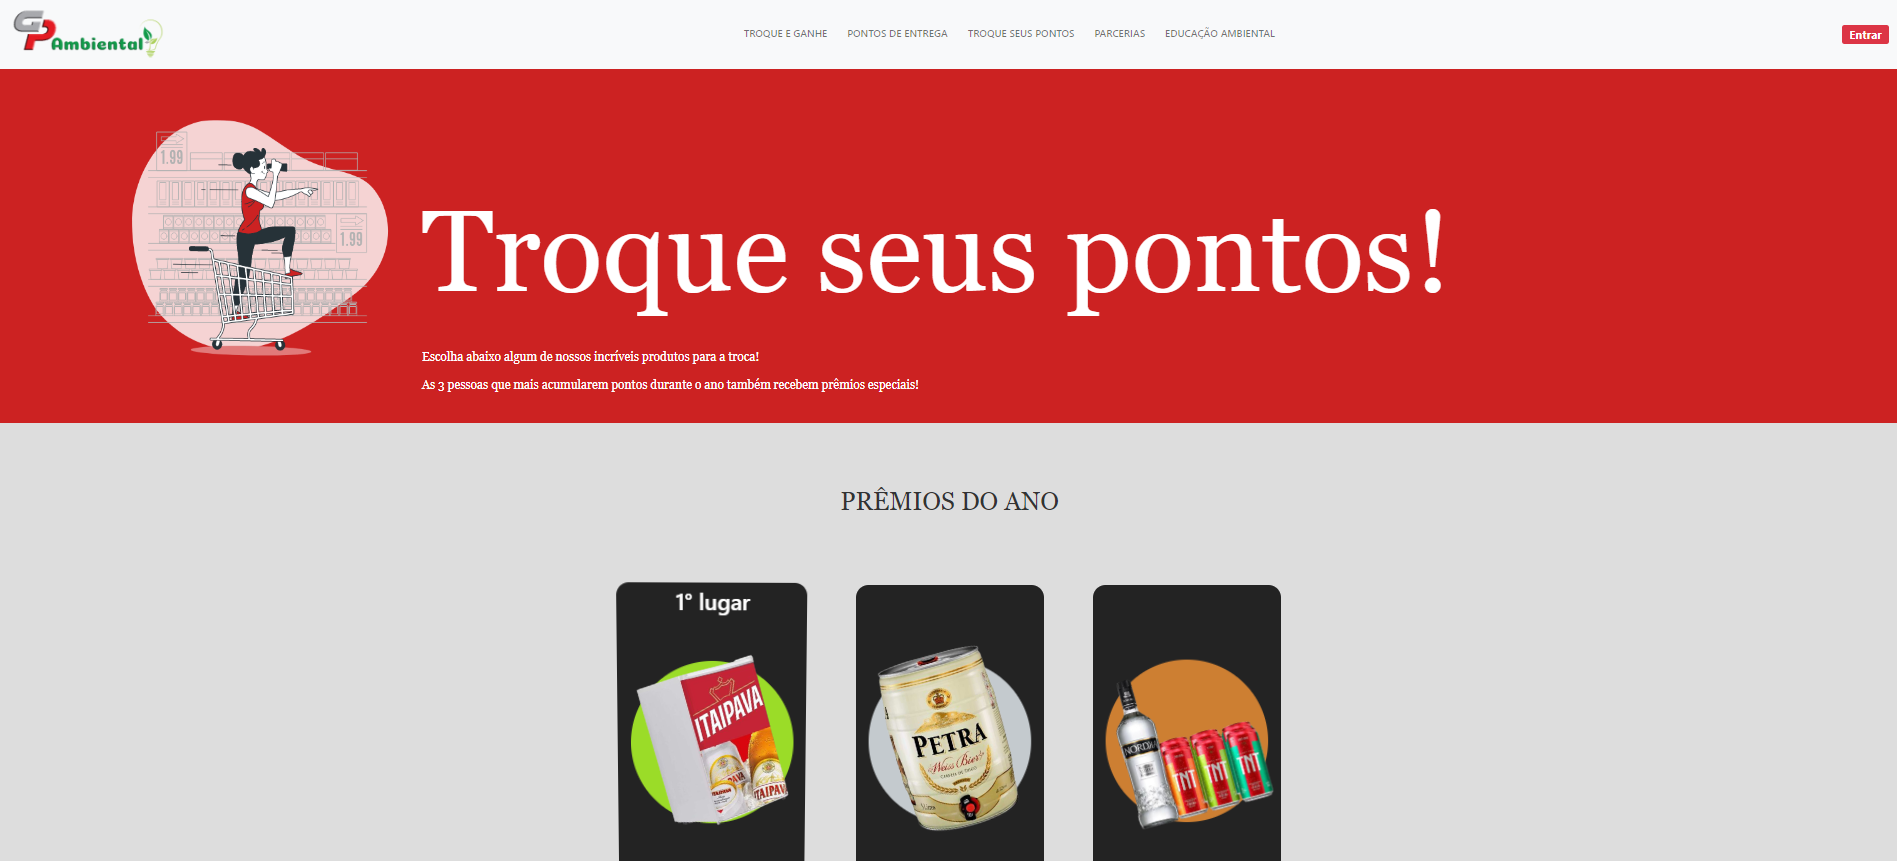 GP Ambiental
TROQUE E GANHE PONTOS DE ENTREGA TROQUE SEUS PONTOS PARCERIAS EDUCAÇÃO AMBIENTAL
Entrar
1.99
1.99
Troque seus pontos!
Escolha abaixo algum de nossos incríveis produtos para a troca!
As 3 pessoas que mais acumularem pontos durante o ano também recebem prêmios especiais!
PRÊMIOS DO ANO
1° lugar
ITAIPAVA
ITAIPAVA
PETRA
Weiss Bier
TNT
TNT
TNT